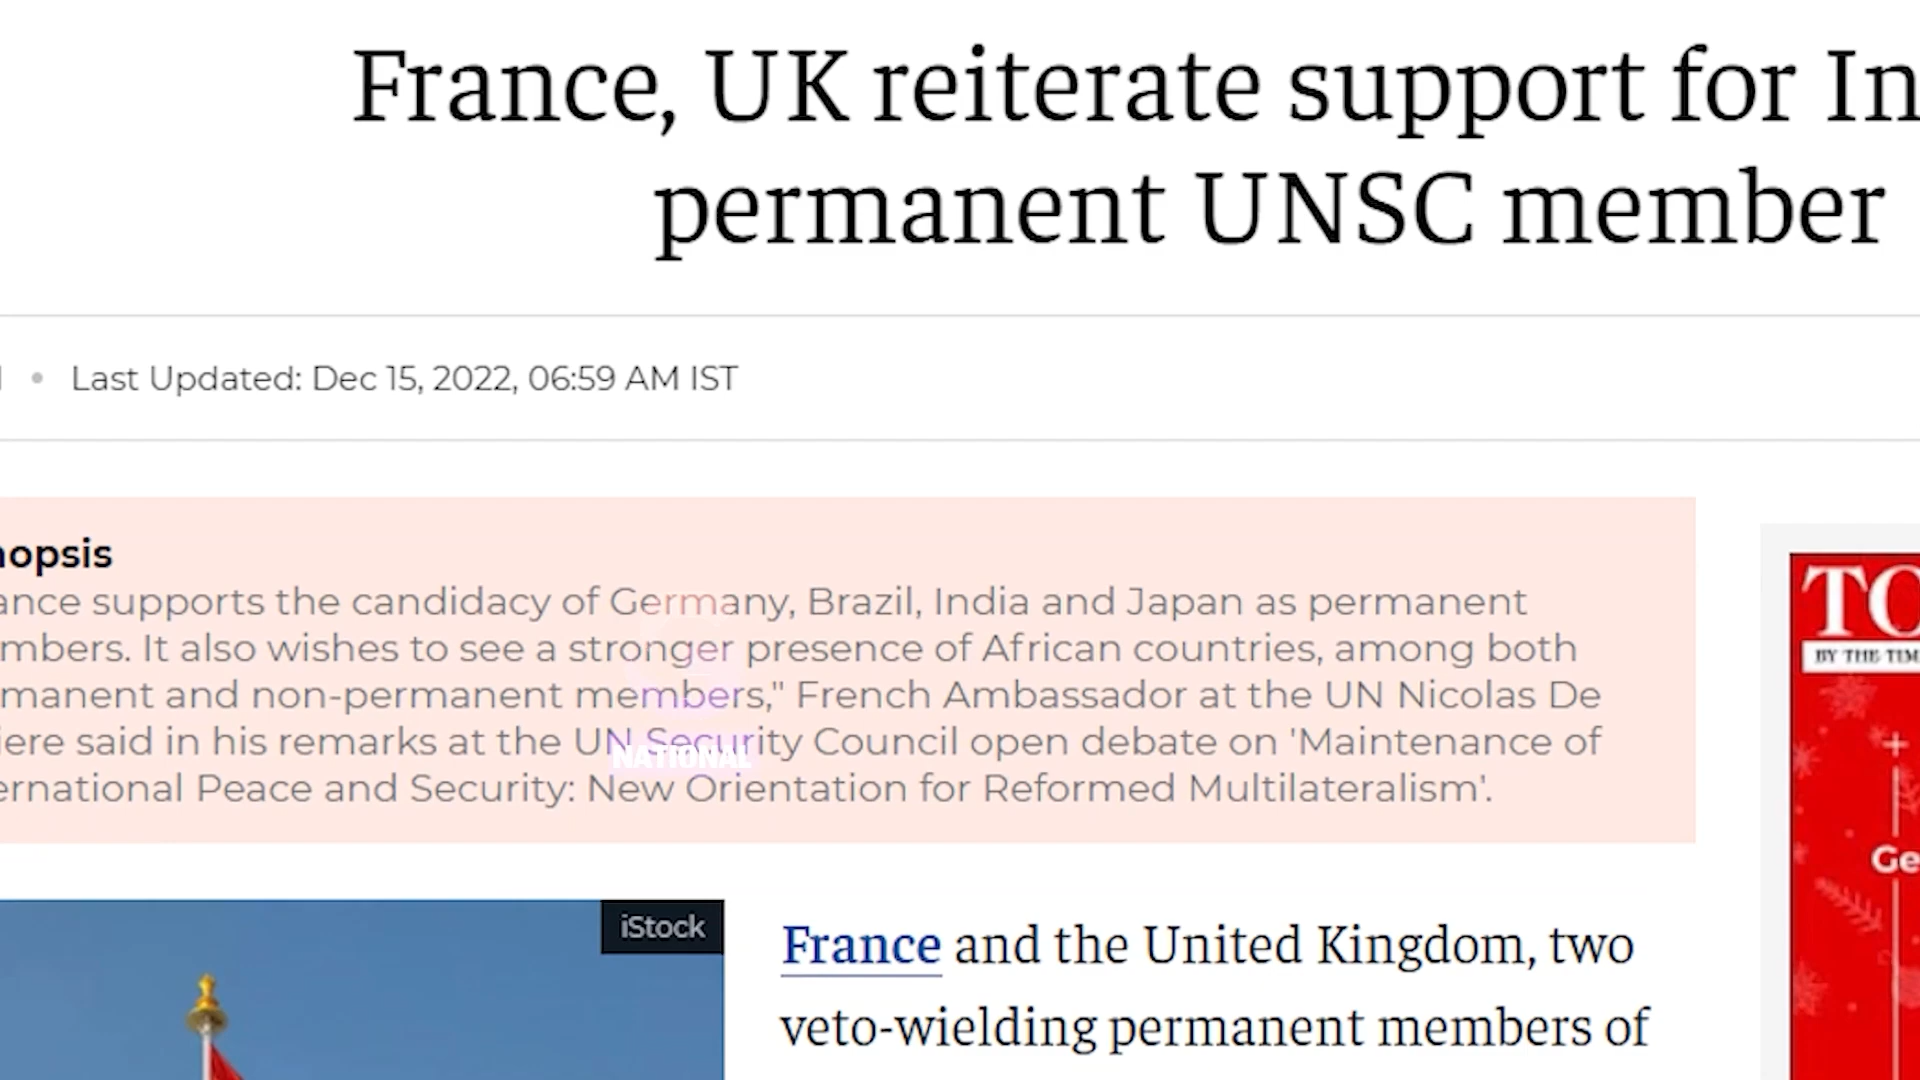 France, UK reiterate support for In
permanent UNSC member
Last Updated: Dec 15, 2022, 06:59 AM IST
nopsis
ance supports the candidacy of Germany, Brazil, India and Japan as permanent
mbers. It also wishes to see a stronger presence of African countries, among both
manent and non-permanent members," French Ambassador at the UN Nicolas De
iere said in his remarks at the UN Security Council open debate on 'Maintenance of
ernational Peace and Security: New Orientation for Reformed Multilateralism'.
NATIONAL
iStock
France and the United Kingdom, two
veto-wielding permanent members of
TO
BY THE TIM
Ge